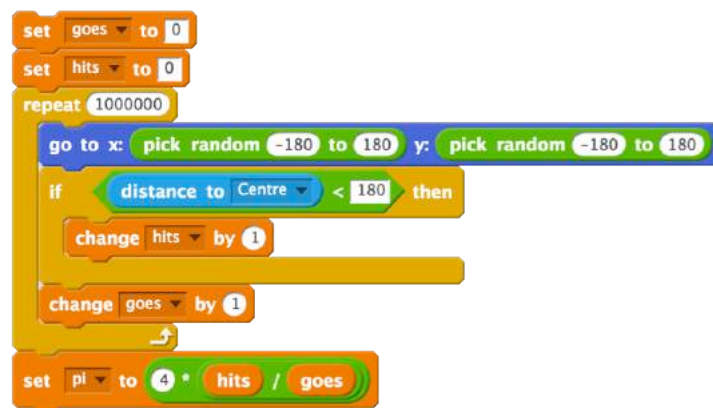 set goes to 0
set hits to 0
repeat 1000000
go to x: pick random -180 to 180 y: pick random -180 to 180
if distance to Centre < 180 then
change hits by 1
change goes by 1
set pi to 4 * hits / goes